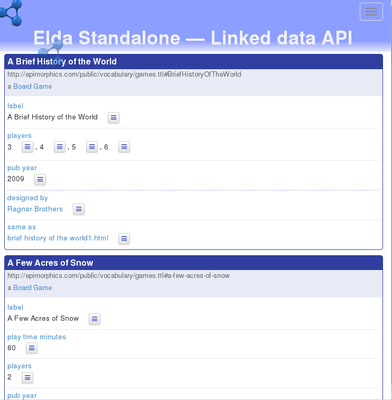 Elda Standalone — Linked data API
A Brief History of the World
http://epimorphics.com/public/vocabulary/games.ttl#BriefHistoryOfTheWorld
a Board Game
label
A Brief History of the World
players
3 , 4 , 5 , 6
pub year
2009
designed by
Ragnar Brothers
same as
brief history of the world1.html
A Few Acres of Snow
http://epimorphics.com/public/vocabulary/games.ttl#a-few-acres-of-snow
a Board Game
label
A Few Acres of Snow
play time minutes
60
players
2
pub year